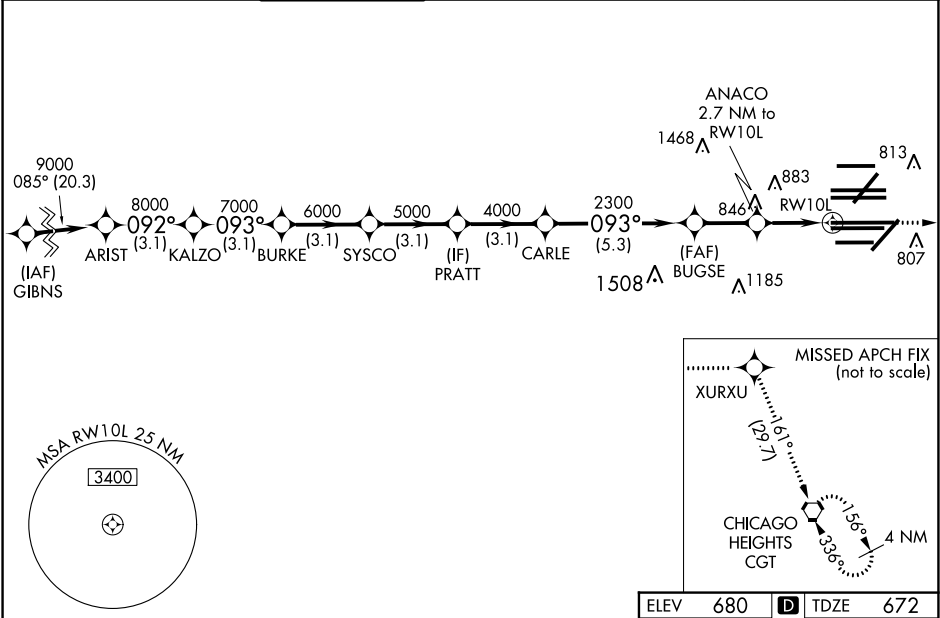 ANACO
2.7 NM to
RW10L
1468
813
883
9000
085° (20.3)
8000
092°
(3.1)
7000
093°
(3.1)
6000
(3.1)
5000
(3.1)
4000
(3.1)
2300
093°
(5.3)
846
RW10L
(IAF)
GIBNS
ARIST
KALZO
BURKE
SYSCO
(IF)
PRATT
CARLE
(FAF)
BUGSE
807
1508
1185
MISSED APCH FIX
(not to scale)
XURXU
161°
(29.7)
CHICAGO
HEIGHTS
CGT
156°
336°
4 NM
MSA RW10L 25 NM
3400
ELEV 680 D TDZE 672